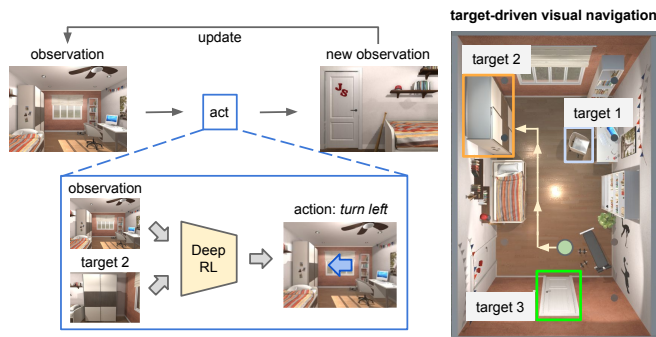 update
observation
new observation
act
observation
target 2
Deep
RL
action: turn left
JS
target-driven visual navigation
target 2
target 1
target 3